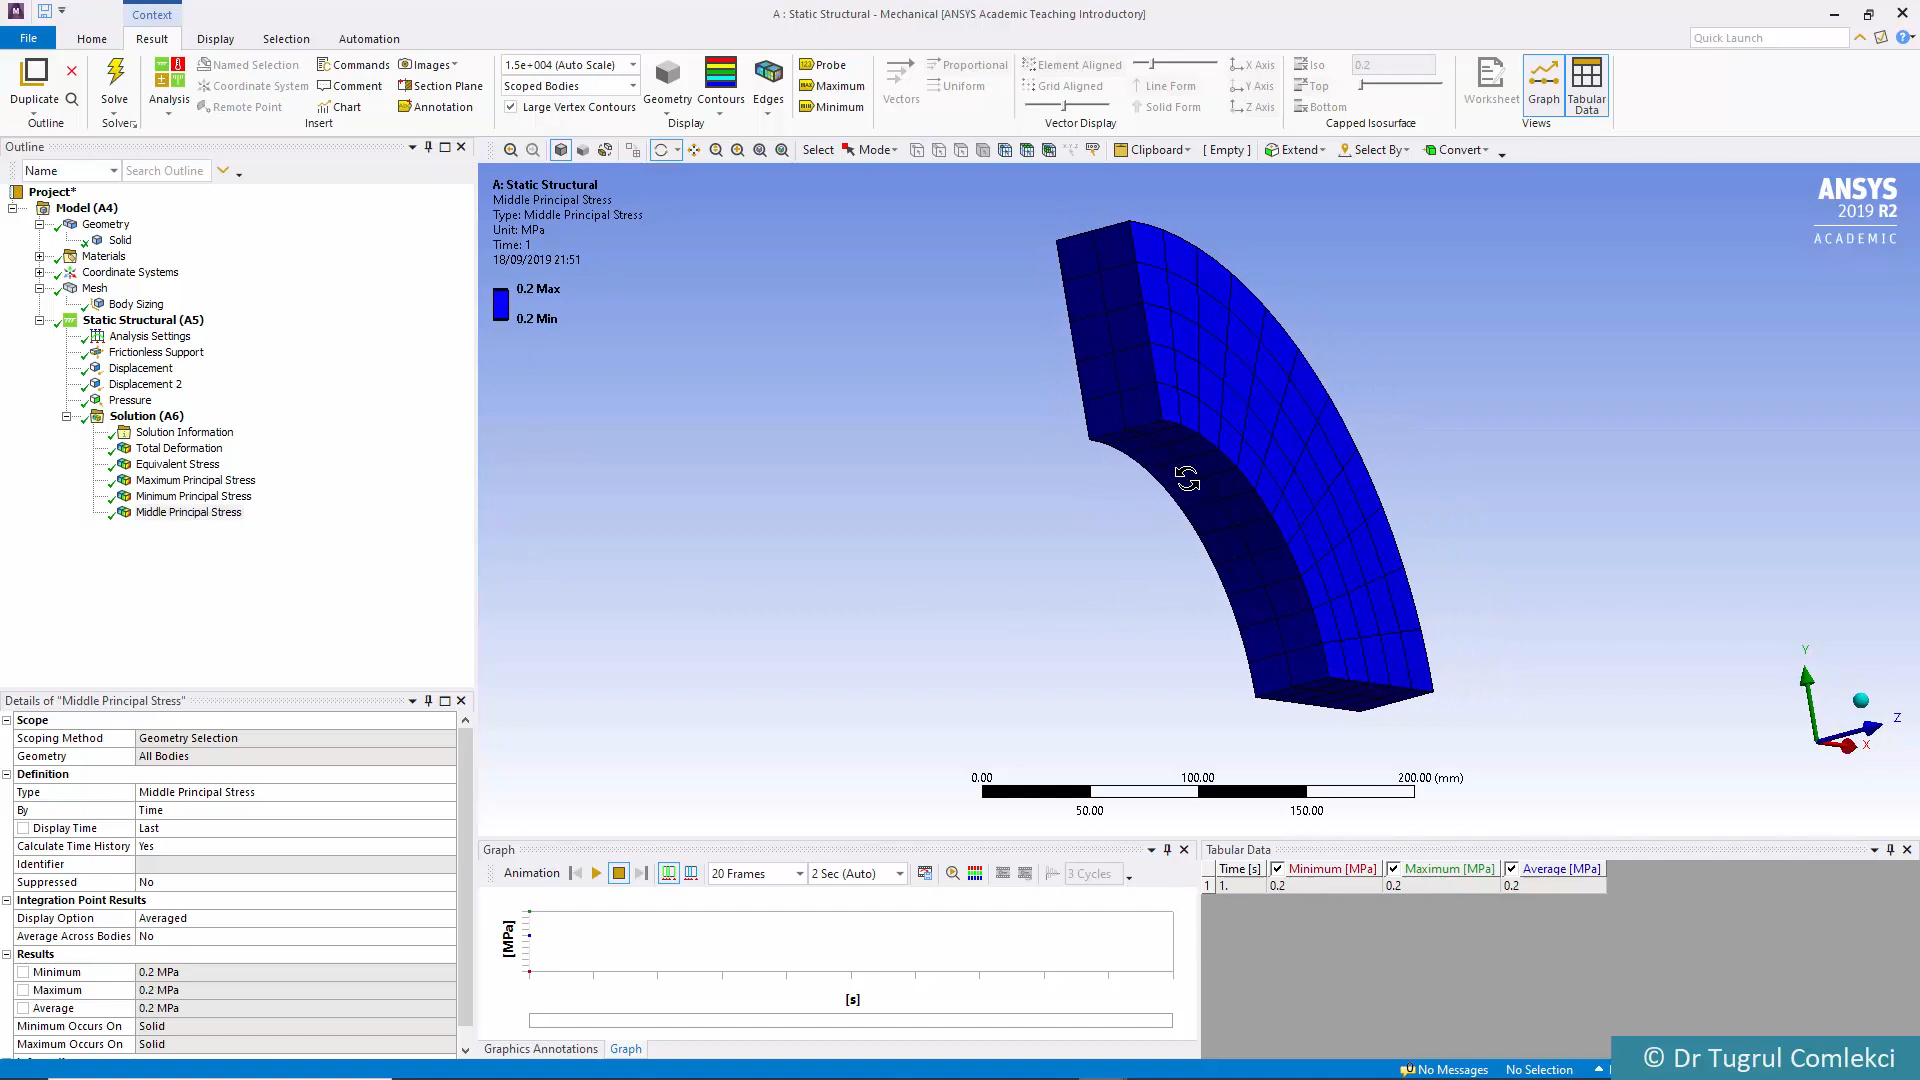 Context
A : Static Structural - Mechanical [ANSYS Academic Teaching Introductory]
File Home Result Display Selection Automation
Quick Launch
Duplicate
Outline
Solve
Solver
Analysis
Named Selection
Coordinate System
Remote Point
Commands
Comment
Chart
Images
Section Plane
Annotation
Insert
1.5e+004 (Auto Scale)
Scoped Bodies
Large Vertex Contours
Geometry Contours Edges
Display
Probe
Maximum
Minimum
Vectors
Proportional
Uniform
Element Aligned
Grid Aligned
Line Form
Solid Form
X Axis
Y Axis
Z Axis
Vector Display
Iso
Top
Bottom
0.2
Capped Isosurface
Worksheet
Graph
Tabular Data
Views
Select Mode Clipboard [ Empty ] Extend Select By Convert
Outline
Name Search Outline
Project*
Model (A4)
Geometry
Solid
Materials
Coordinate Systems
Mesh
Body Sizing
Static Structural (A5)
Analysis Settings
Frictionless Support
Displacement
Displacement 2
Pressure
Solution (A6)
Solution Information
Total Deformation
Equivalent Stress
Maximum Principal Stress
Minimum Principal Stress
Middle Principal Stress
A: Static Structural
Middle Principal Stress
Type: Middle Principal Stress
Unit: MPa
Time: 1
18/09/2019 21:51
0.2 Max
0.2 Min
ANSYS
2019 R2
ACADEMIC
Y
Z
X
0.00 100.00 200.00 (mm)
50.00 150.00
Details of "Middle Principal Stress"
Scope
Scoping Method Geometry Selection
Geometry All Bodies
Definition
Type Middle Principal Stress
By Time
Display Time Last
Calculate Time History Yes
Identifier
Suppressed No
Integration Point Results
Display Option Averaged
Average Across Bodies No
Results
Minimum 0.2 MPa
Maximum 0.2 MPa
Average 0.2 MPa
Minimum Occurs On Solid
Maximum Occurs On Solid
Graph
Animation 20 Frames 2 Sec (Auto) 3 Cycles
[MPa]
[s]
Graphics Annotations Graph
Tabular Data
Time [s] Minimum [MPa] Maximum [MPa] Average [MPa]
1 1. 0.2 0.2 0.2
© Dr Tugrul Comlekci
No Messages No Selection